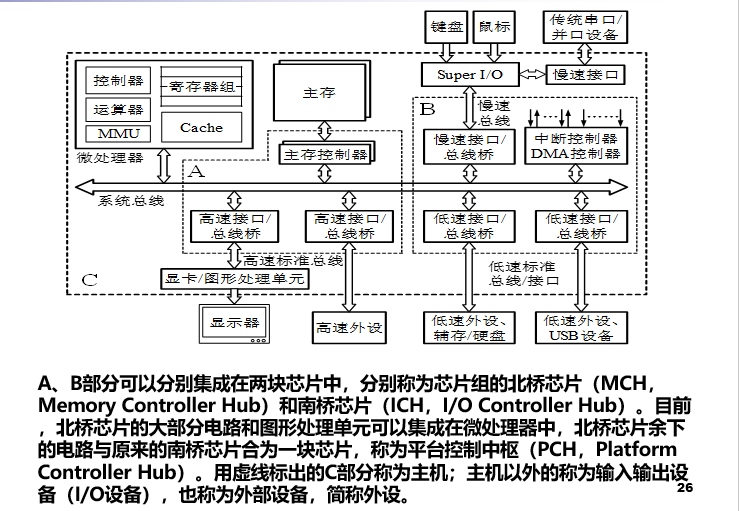 键盘
鼠标
传统串口/
并口设备
控制器
寄存器组
运算器
MMU
Cache
微处理器
主存
Super I/O
慢速接口
B
慢速
总线
慢速接口/
总线桥
中断控制器
DMA控制器
主存控制器
A
系统总线
高速接口/
总线桥
高速接口/
总线桥
低速接口/
总线桥
低速接口/
总线桥
高速标准总线
低速标准
总线/接口
C
显卡/图形处理单元
显示器
高速外设
低速外设、
辅存/硬盘
低速外设、
USB设备
A、B部分可以分别集成在两块芯片中，分别称为芯片组的北桥芯片（MCH，
Memory Controller Hub）和南桥芯片（ICH，I/O Controller Hub）。目前
，北桥芯片的大部分电路和图形处理单元可以集成在微处理器中，北桥芯片余下
的电路与原来的南桥芯片合为一块芯片，称为平台控制中枢（PCH，Platform
Controller Hub）。用虚线标出的C部分称为主机；主机以外的称为输入输出设
备（I/O设备），也称为外部设备，简称外设。
26